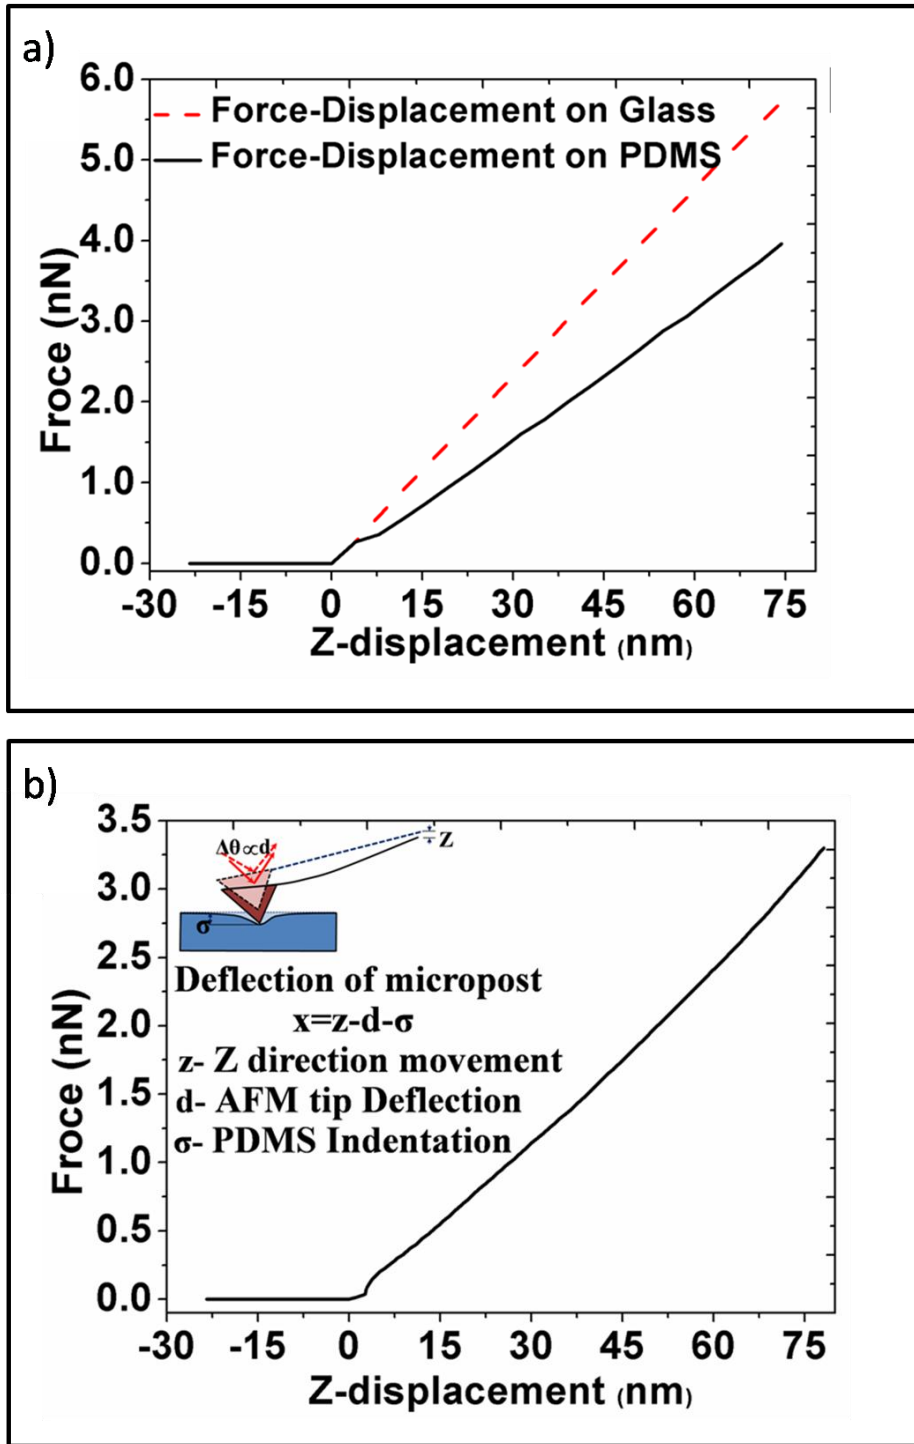 a)
6.0
5.0
4.0
3.0
2.0
1.0
0.0
Froce (nN)
Force-Displacement on Glass
Force-Displacement on PDMS
-30 -15 0 15 30 45 60 75
Z-displacement (nm)
b)
3.5
3.0
2.5
2.0
1.5
1.0
0.5
0.0
Froce (nN)
Δθ∝d
Z
σ
Deflection of micropost
x=z-d-σ
z- Z direction movement
d- AFM tip Deflection
σ- PDMS Indentation
-30 -15 0 15 30 45 60 75
Z-displacement (nm)